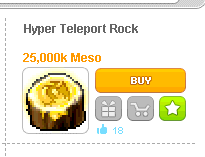 Hyper Teleport Rock
25,000k Meso
BUY
18